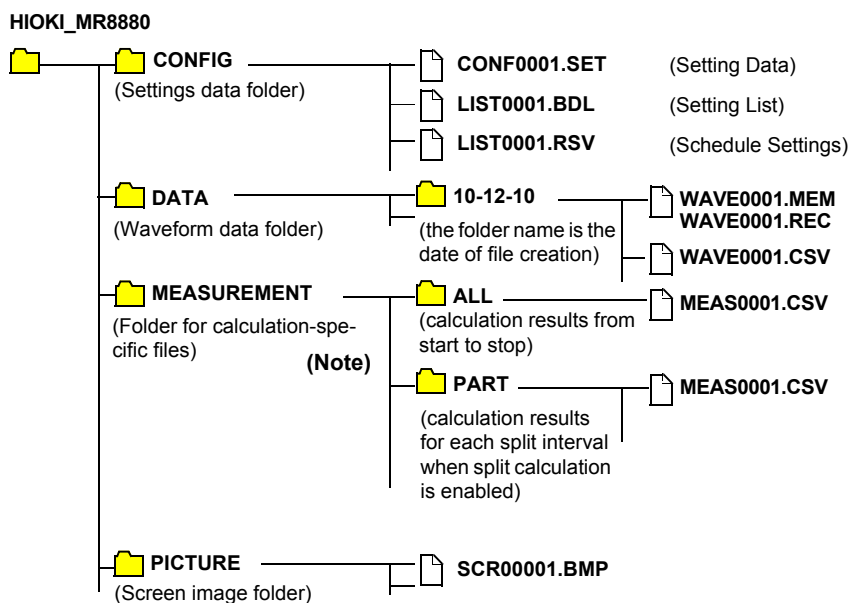 HIOKI_MR8880
CONFIG
(Settings data folder)
CONF0001.SET (Setting Data)
LIST0001.BDL (Setting List)
LIST0001.RSV (Schedule Settings)
DATA
(Waveform data folder)
10-12-10
(the folder name is the
date of file creation)
WAVE0001.MEM
WAVE0001.REC
WAVE0001.CSV
MEASUREMENT
(Folder for calculation-spe-
cific files)
(Note)
ALL
(calculation results from
start to stop)
MEAS0001.CSV
PART
(calculation results
for each split interval
when split calculation
is enabled)
MEAS0001.CSV
PICTURE
(Screen image folder)
SCR00001.BMP